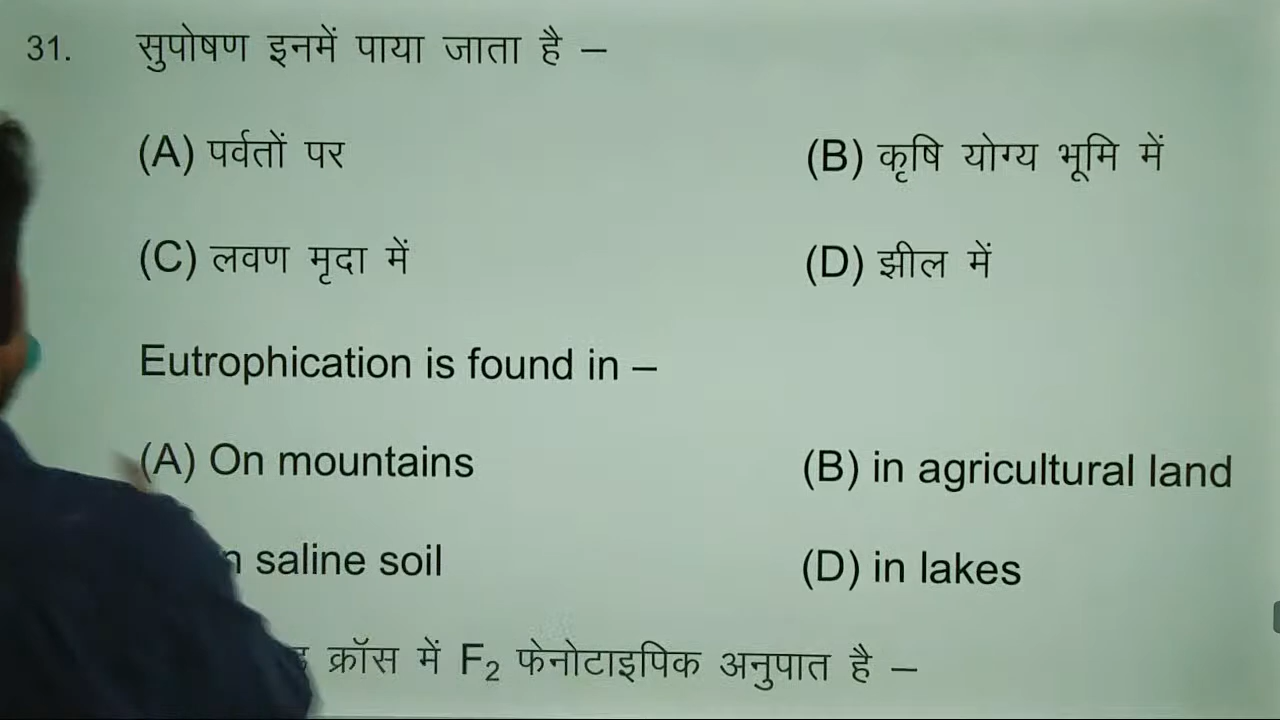 31. सुपोषण इनमें पाया जाता है –
(A) पर्वतों पर (B) कृषि योग्य भूमि में
(C) लवण मृदा में (D) झील में
Eutrophication is found in –
(A) On mountains (B) in agricultural land
saline soil (D) in lakes
क्रॉस में F₂ फेनोटाइपिक अनुपात है –